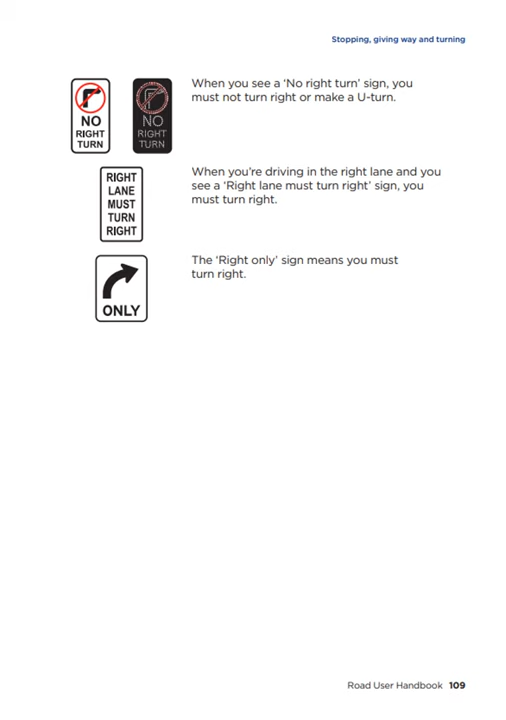 Stopping, giving way and turning
NO
RIGHT
TURN
NO
RIGHT
TURN
When you see a ‘No right turn’ sign, you
must not turn right or make a U-turn.
RIGHT
LANE
MUST
TURN
RIGHT
When you’re driving in the right lane and you
see a ‘Right lane must turn right’ sign, you
must turn right.
ONLY
The ‘Right only’ sign means you must
turn right.
Road User Handbook 109